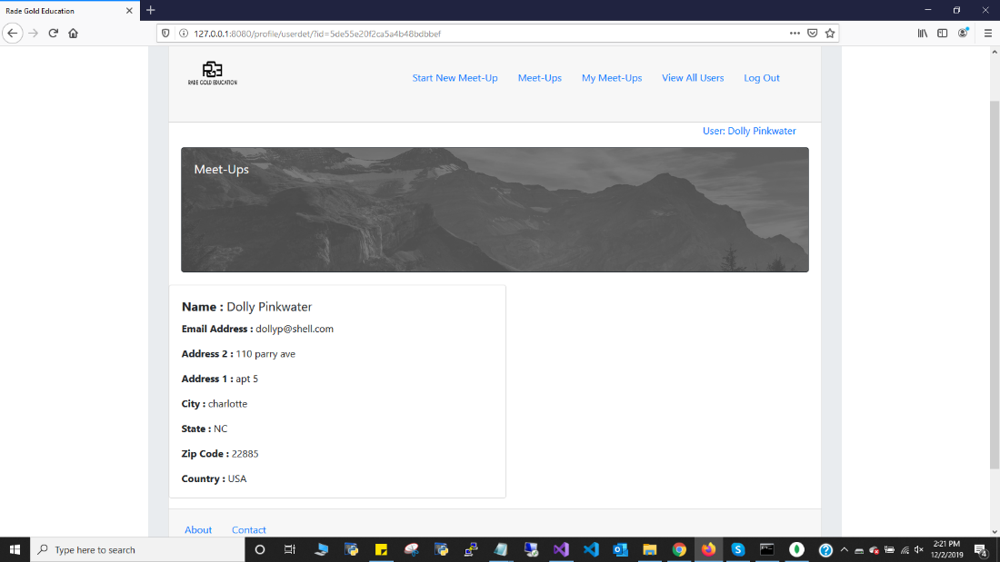 Rade Gold Education
127.0.0.1:8080/profile/userdet/?id=5de55e20f2ca5a4b48bdbbef
RADE GOLD EDUCATION
Start New Meet-Up Meet-Ups My Meet-Ups View All Users Log Out
User: Dolly Pinkwater
Meet-Ups
Name : Dolly Pinkwater
Email Address : dollyp@shell.com
Address 2 : 110 parry ave
Address 1 : apt 5
City : charlotte
State : NC
Zip Code : 22885
Country : USA
About Contact
Type here to search
2:21 PM
12/2/2019
4